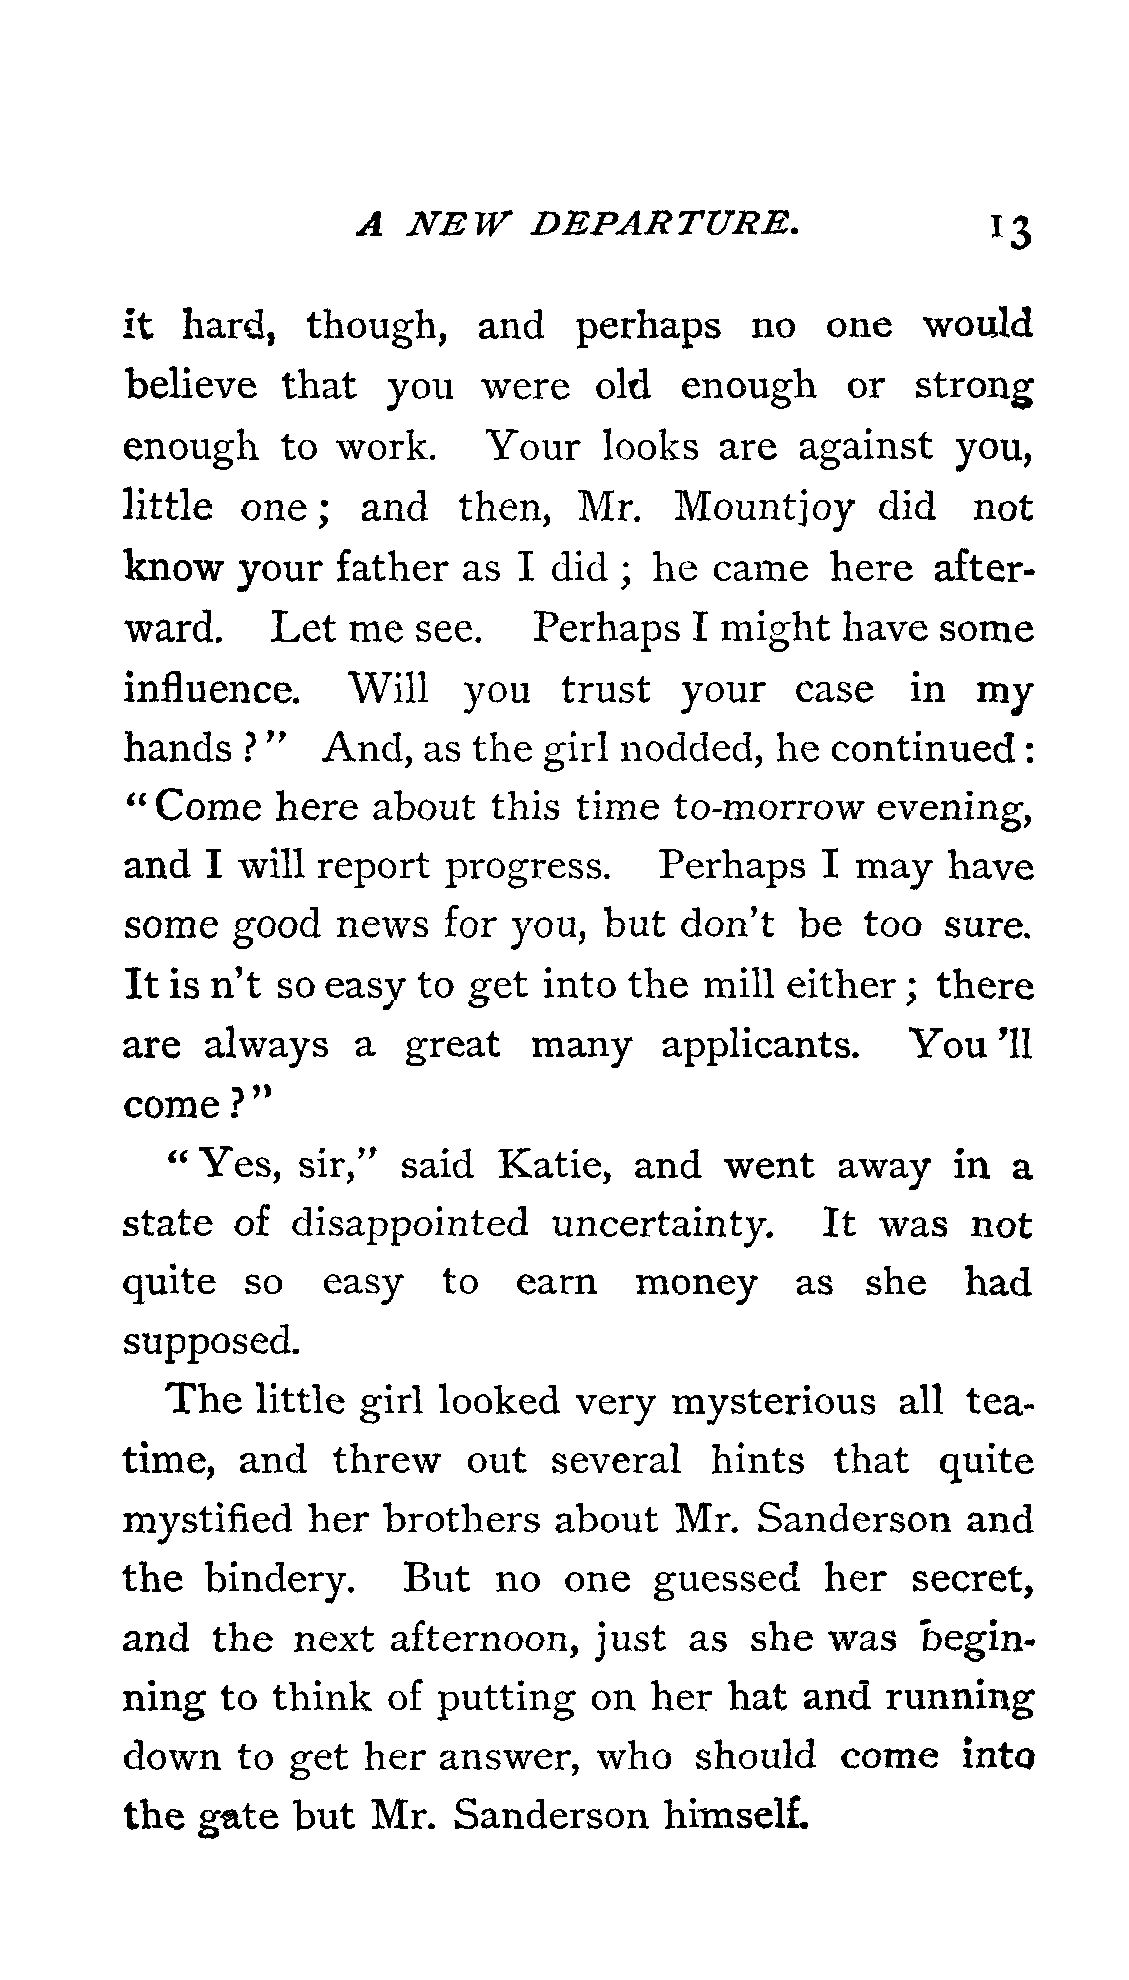 A NEW DEPARTURE. 13
it hard, though, and perhaps no one would
believe that you were old enough or strong
enough to work. Your looks are against you,
little one; and then, Mr. Mountjoy did not
know your father as I did; he came here after-
ward. Let me see. Perhaps I might have some
influence. Will you trust your case in my
hands?" And, as the girl nodded, he continued:
"Come here about this time to-morrow evening,
and I will report progress. Perhaps I may have
some good news for you, but don't be too sure.
It is n't so easy to get into the mill either; there
are always a great many applicants. You 'll
come?"
"Yes, sir," said Katie, and went away in a
state of disappointed uncertainty. It was not
quite so easy to earn money as she had
supposed.
The little girl looked very mysterious all tea-
time, and threw out several hints that quite
mystified her brothers about Mr. Sanderson and
the bindery. But no one guessed her secret,
and the next afternoon, just as she was begin-
ning to think of putting on her hat and running
down to get her answer, who should come into
the gate but Mr. Sanderson himself.